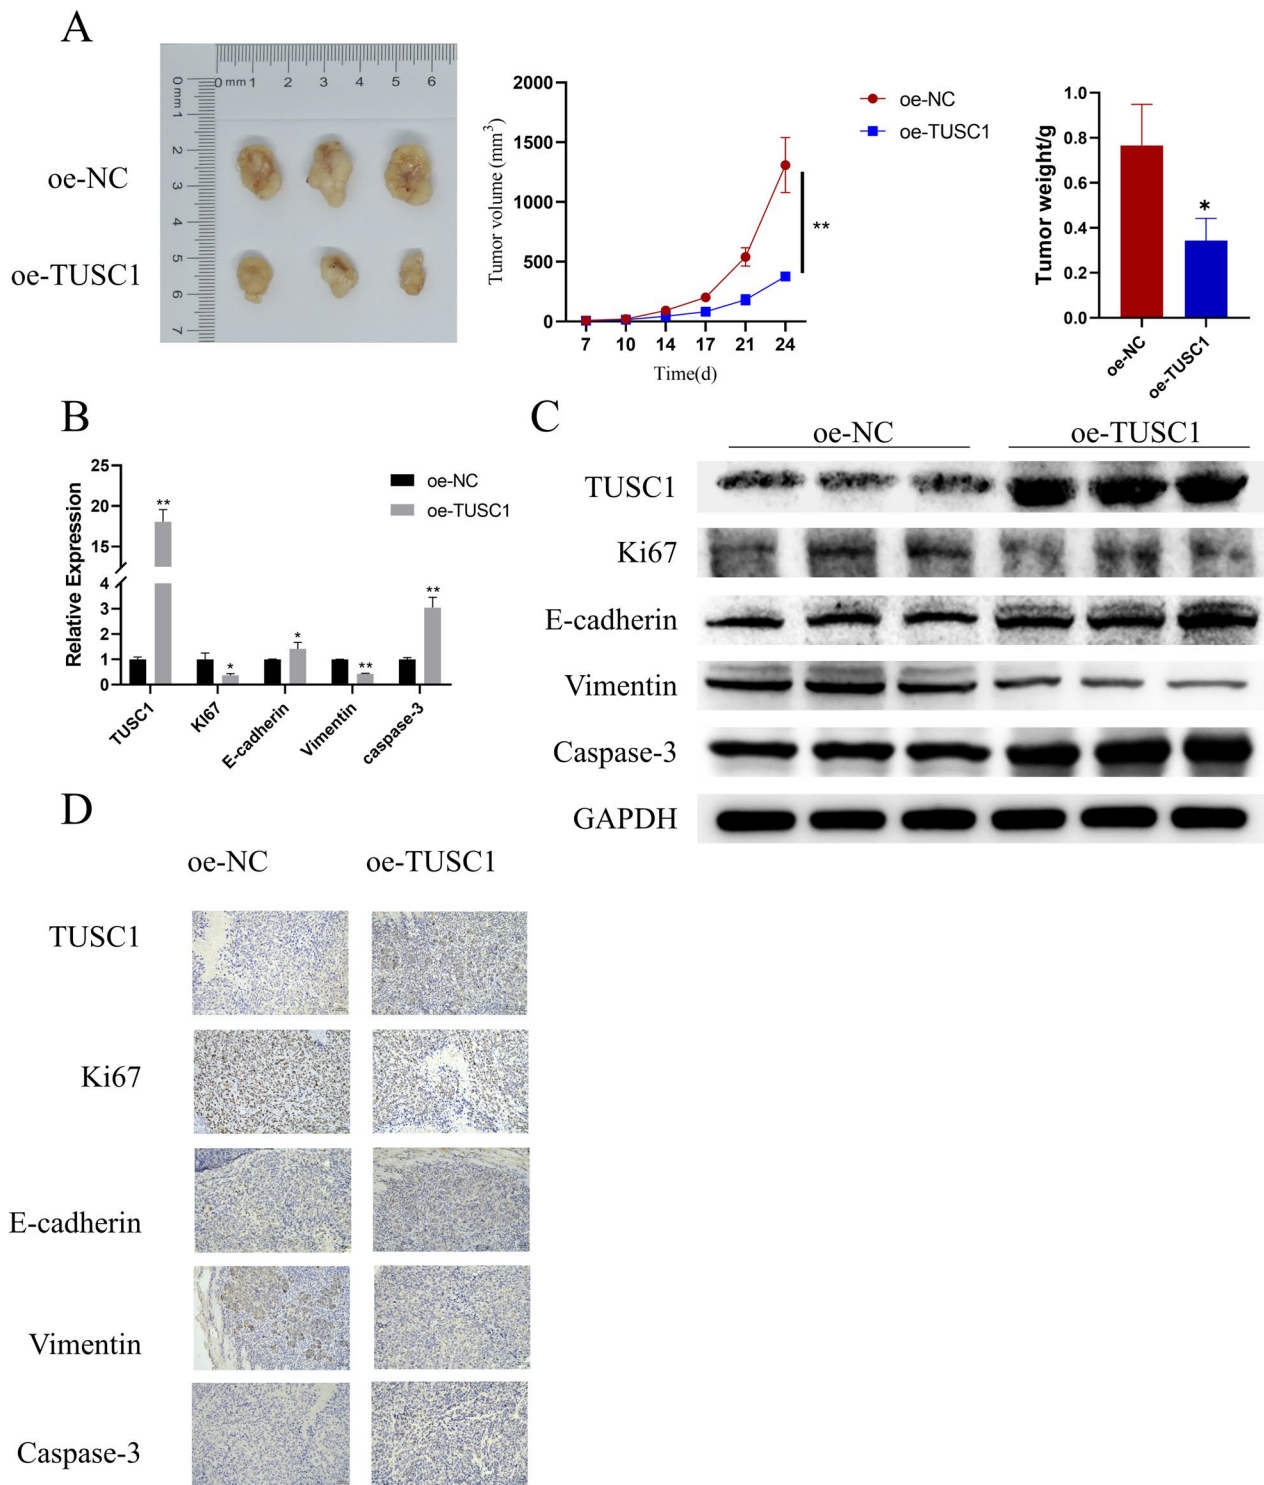 A
0 mm 1 2 3 4 5 6
0 mm 1 2 3 4 5 6 7
oe-NC
oe-TUSC1
2000
1500
1000
500
0
Tumor volume (mm³)
7 10 14 17 21 24
Time(d)
oe-NC
oe-TUSC1
**
1.0
0.8
0.6
0.4
0.2
0.0
Tumor weight/g
*
oe-NC
oe-TUSC1
B
25
20
15
4
3
2
1
0
Relative Expression
** * * ** **
oe-NC
oe-TUSC1
TUSC1
KI67
E-cadherin
Vimentin
caspase-3
C
oe-NC oe-TUSC1
TUSC1
Ki67
E-cadherin
Vimentin
Caspase-3
GAPDH
D
oe-NC oe-TUSC1
TUSC1
Ki67
E-cadherin
Vimentin
Caspase-3